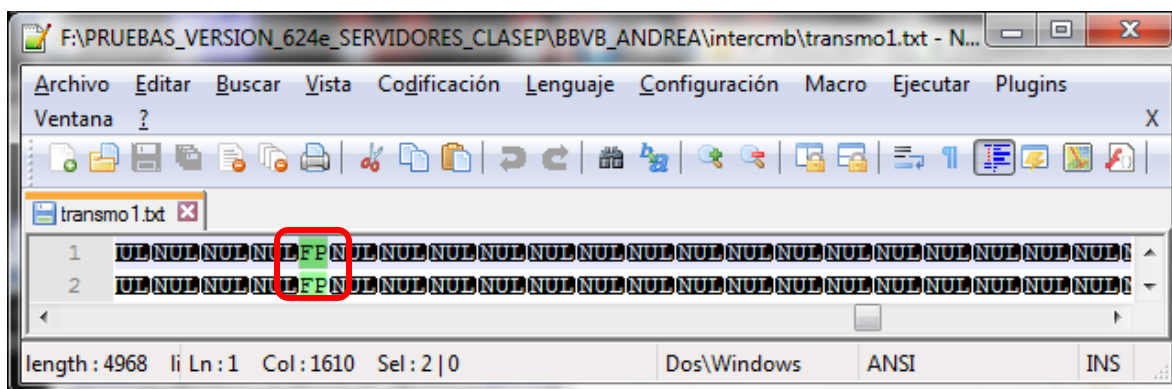 F:\PRUEBAS_VERSION_624e_SERVIDORES_CLASEP\BBVB_ANDREA\intercmb\transmo1.txt - N...
Archivo Editar Buscar Vista Codificación Lenguaje Configuración Macro Ejecutar Plugins
Ventana ? X
transmo1.txt
1 UL NUL NUL NUL FP NUL NUL NUL NUL NUL NUL NUL NUL NUL NUL NUL NUL NUL NUL NUL NUL N
2 UL NUL NUL NUL FP NUL NUL NUL NUL NUL NUL NUL NUL NUL NUL NUL NUL NUL NUL NUL NUL N
length : 4968 li Ln : 1 Col : 1610 Sel : 2 | 0 Dos\Windows ANSI INS